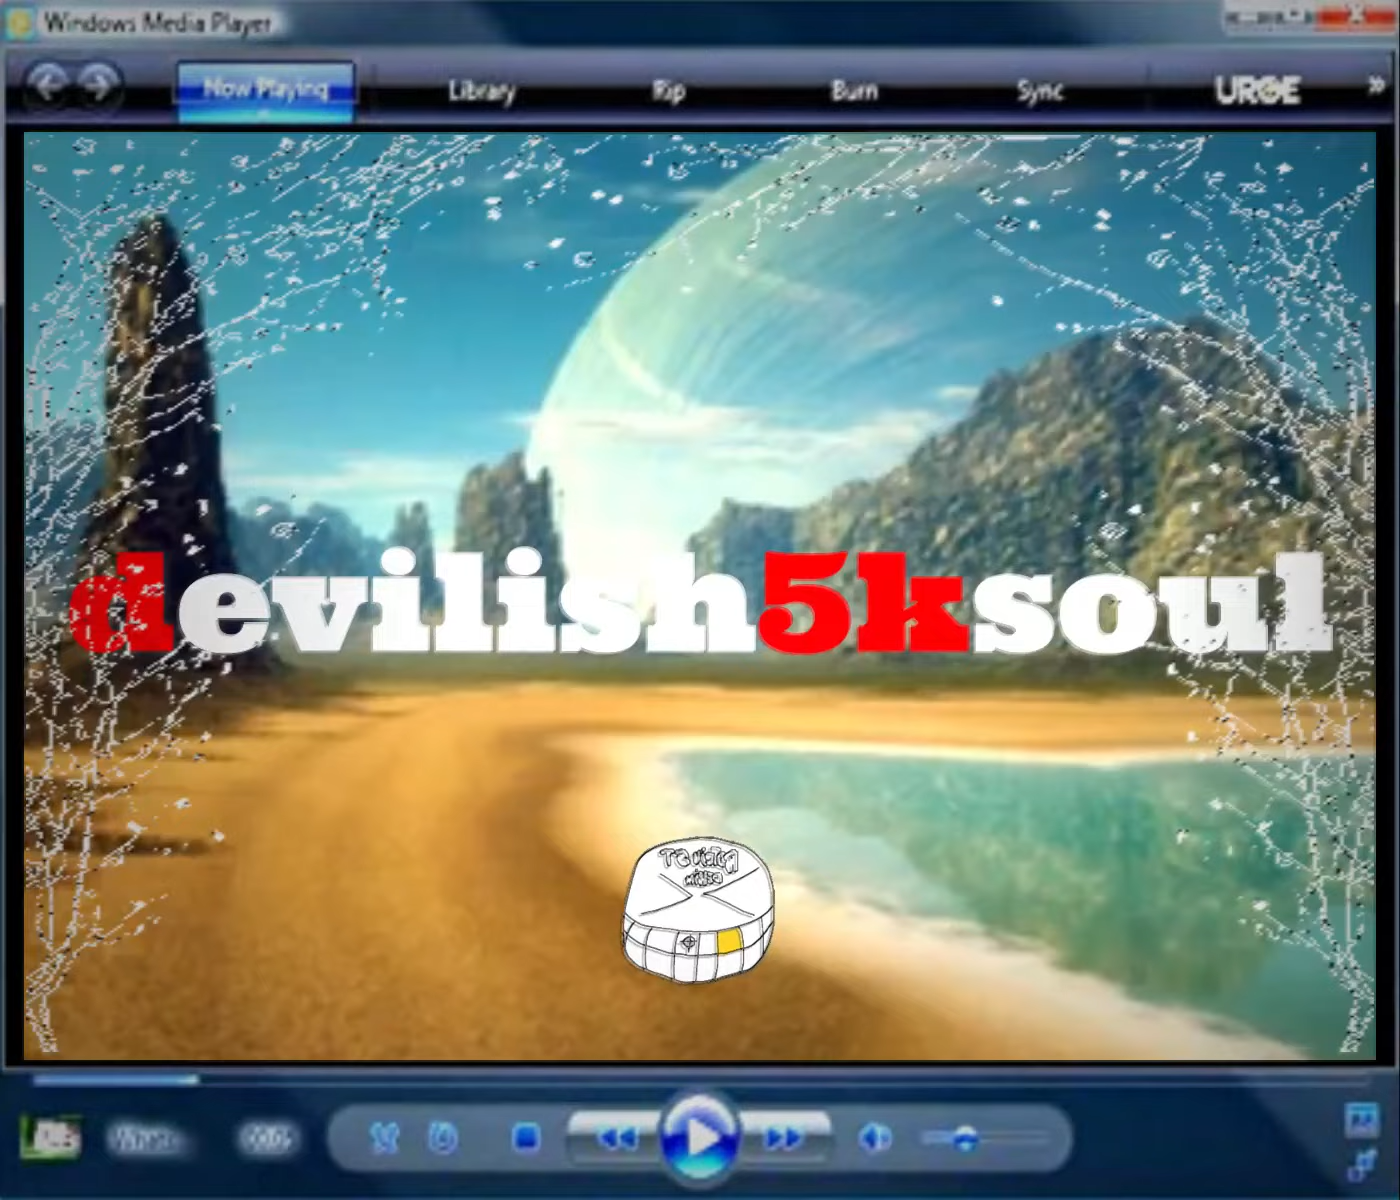 Windows Media Player
Now Playing
Library
Rip
Burn
Sync
URGE
devilish5ksoul